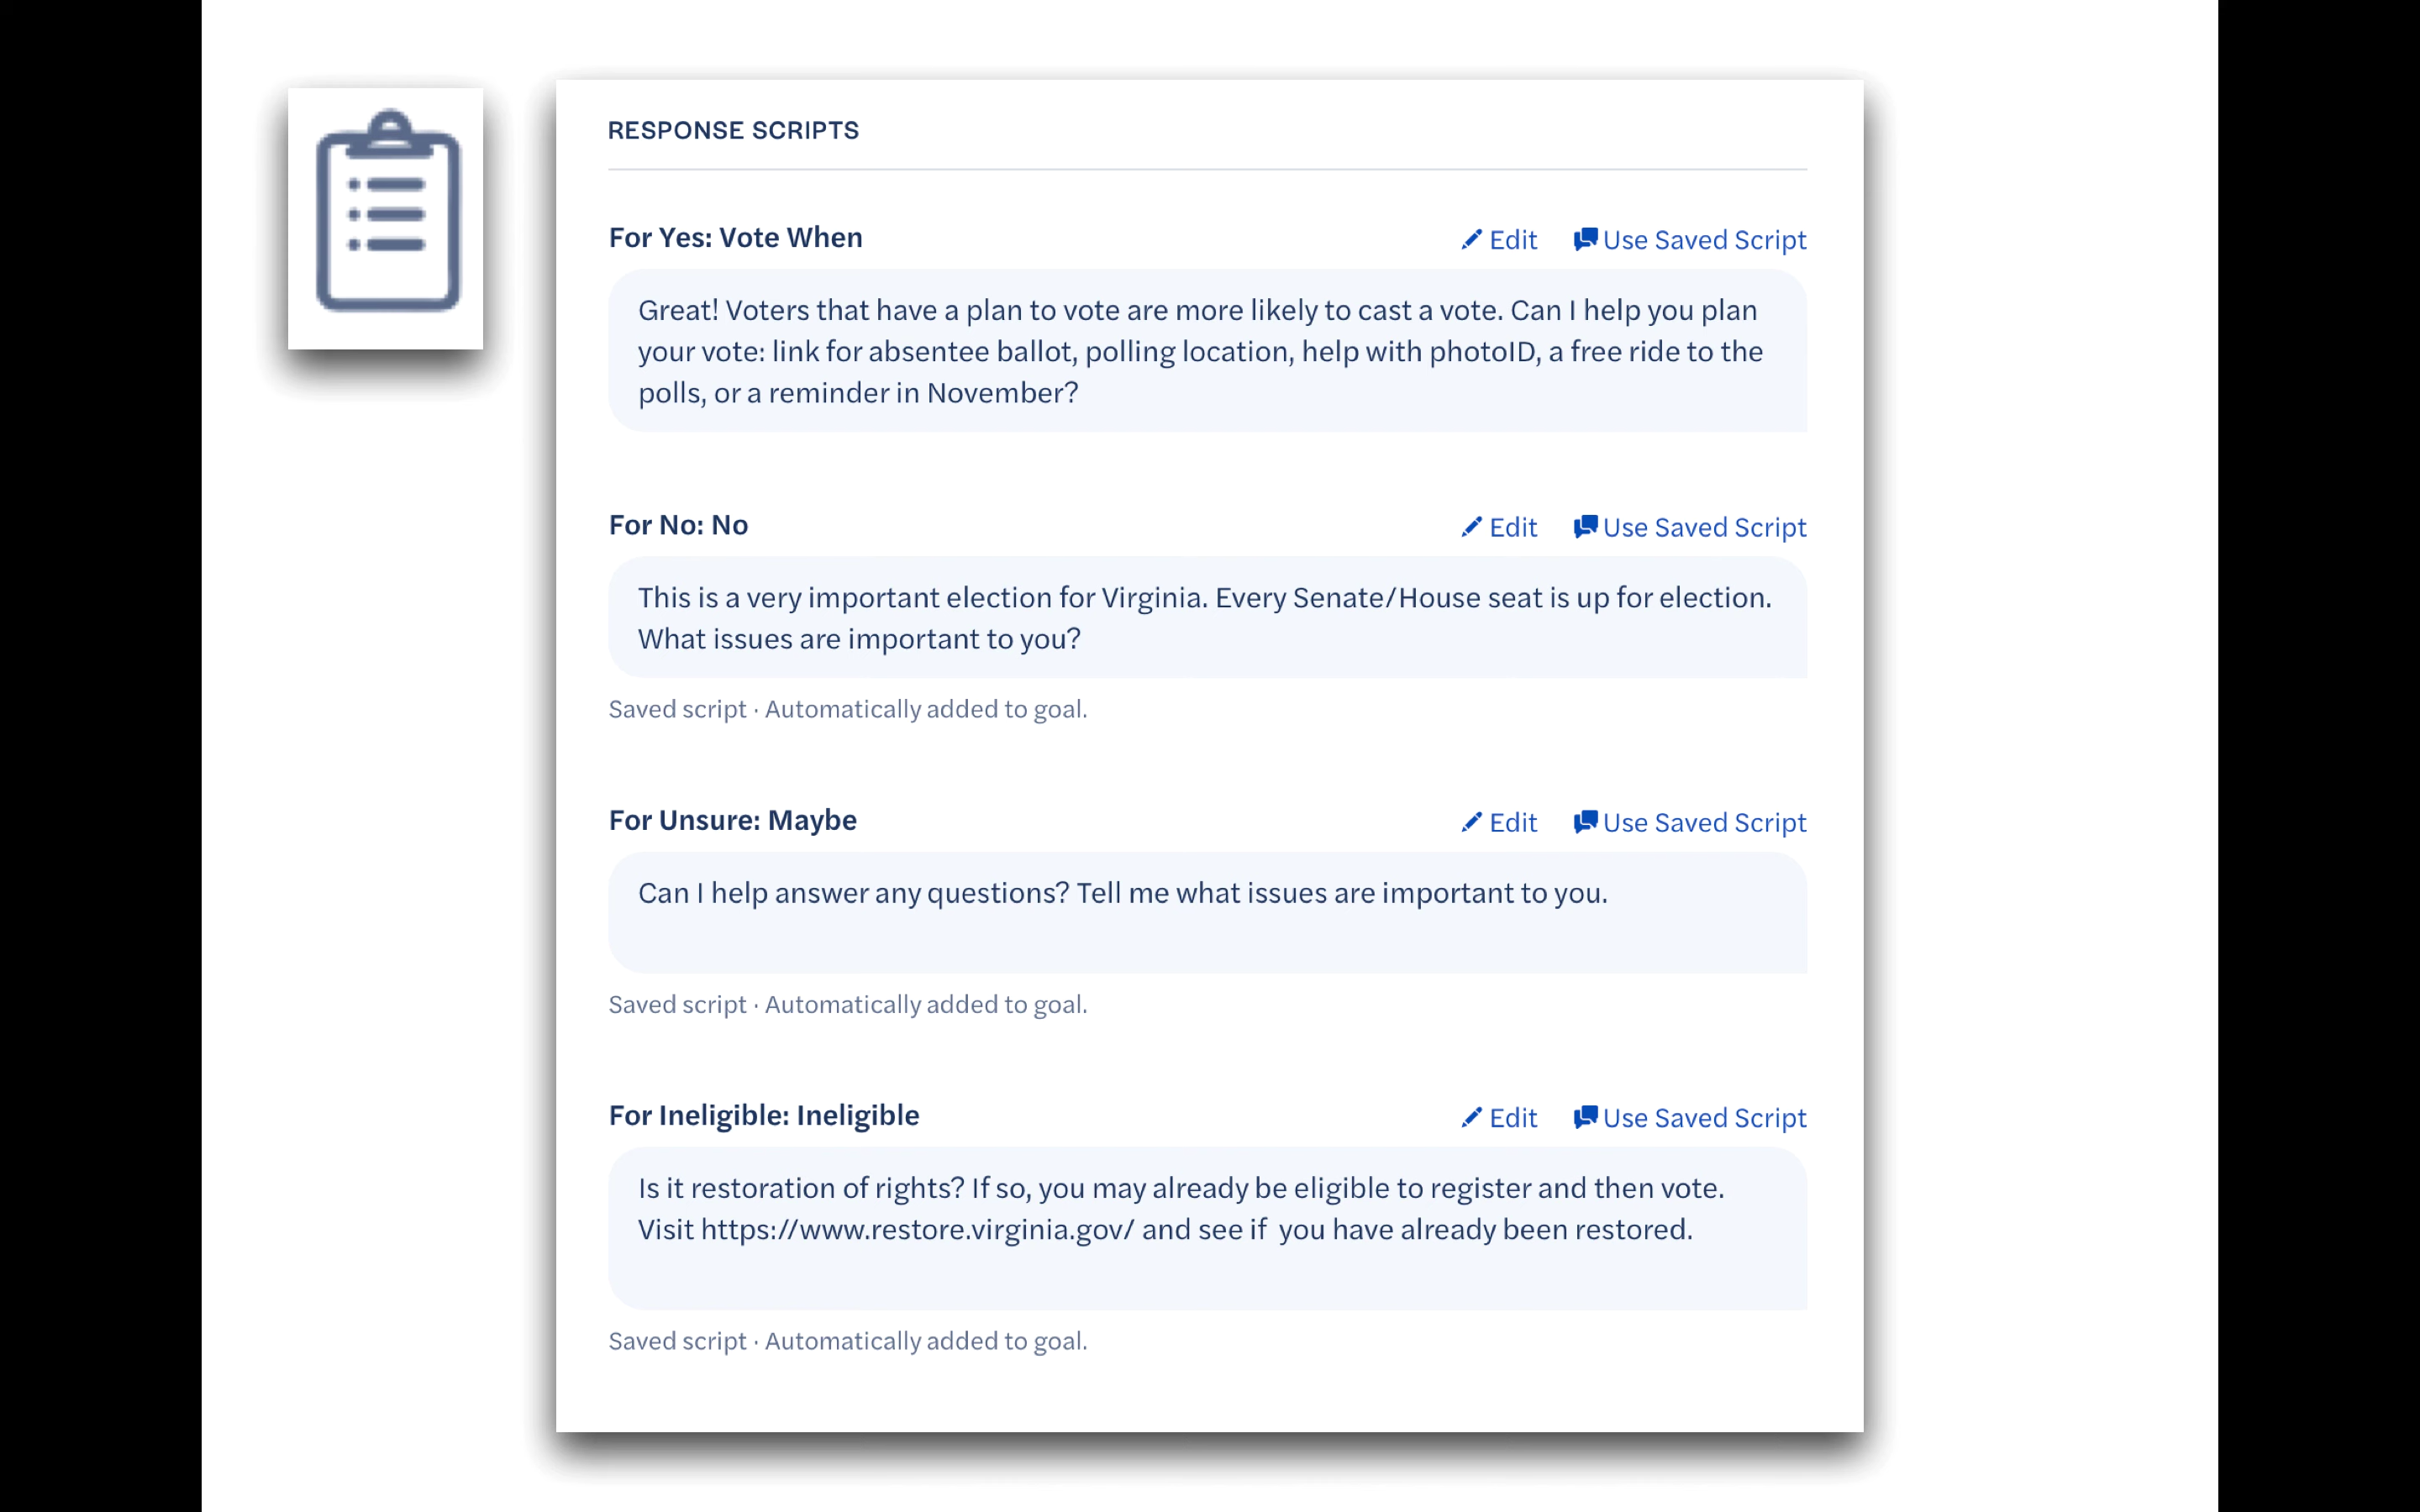 RESPONSE SCRIPTS
For Yes: Vote When
Edit
Use Saved Script
Great! Voters that have a plan to vote are more likely to cast a vote. Can I help you plan
your vote: link for absentee ballot, polling location, help with photoID, a free ride to the
polls, or a reminder in November?
For No: No
Edit
Use Saved Script
This is a very important election for Virginia. Every Senate/House seat is up for election.
What issues are important to you?
Saved script · Automatically added to goal.
For Unsure: Maybe
Edit
Use Saved Script
Can I help answer any questions? Tell me what issues are important to you.
Saved script · Automatically added to goal.
For Ineligible: Ineligible
Edit
Use Saved Script
Is it restoration of rights? If so, you may already be eligible to register and then vote.
Visit https://www.restore.virginia.gov/ and see if  you have already been restored.
Saved script · Automatically added to goal.